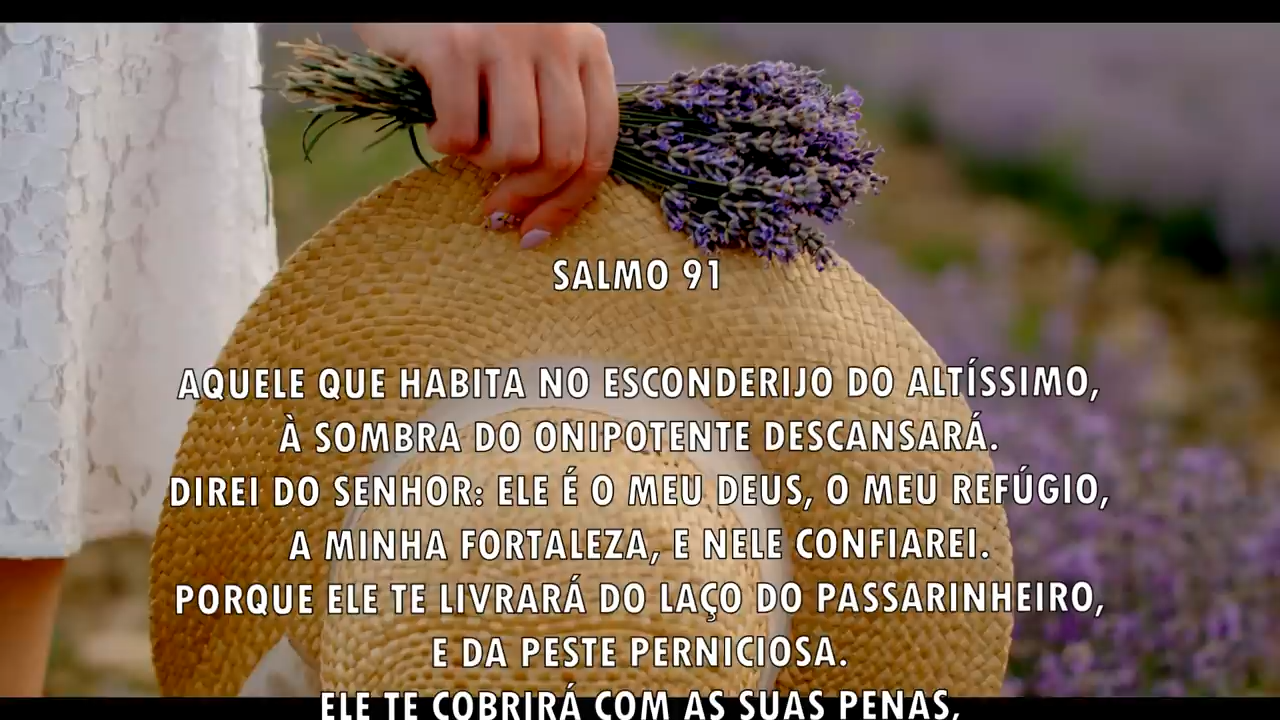 SALMO 91
AQUELE QUE HABITA NO ESCONDERIJO DO ALTÍSSIMO,
À SOMBRA DO ONIPOTENTE DESCANSARÁ.
DIREI DO SENHOR: ELE É O MEU DEUS, O MEU REFÚGIO,
A MINHA FORTALEZA, E NELE CONFIAREI.
PORQUE ELE TE LIVRARÁ DO LAÇO DO PASSARINHEIRO,
E DA PESTE PERNICIOSA.
ELE TE COBRIRÁ COM AS SUAS PENAS,